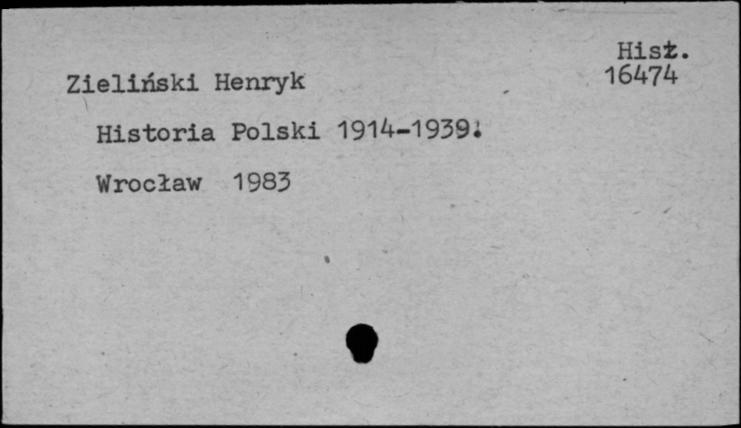 Hist.
16474
Zieliński Henryk
Historia Polski 1914-1939.
Wrocław 1983